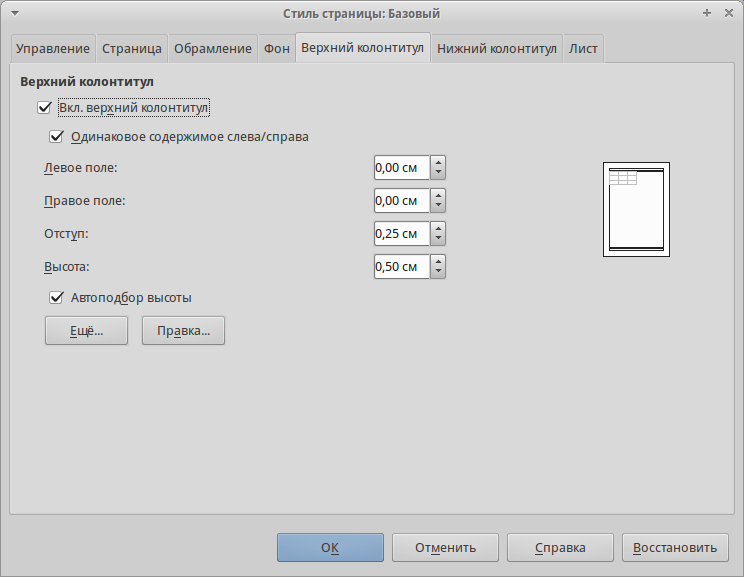 Стиль страницы: Базовый
Управление Страница Обрамление Фон Верхний колонтитул Нижний колонтитул Лист
Верхний колонтитул
Вкл. верхний колонтитул
Одинаковое содержимое слева/справа
Левое поле: 0,00 см
Правое поле: 0,00 см
Отступ: 0,25 см
Высота: 0,50 см
Автоподбор высоты
Ещё... Правка...
ОК Отменить Справка Восстановить